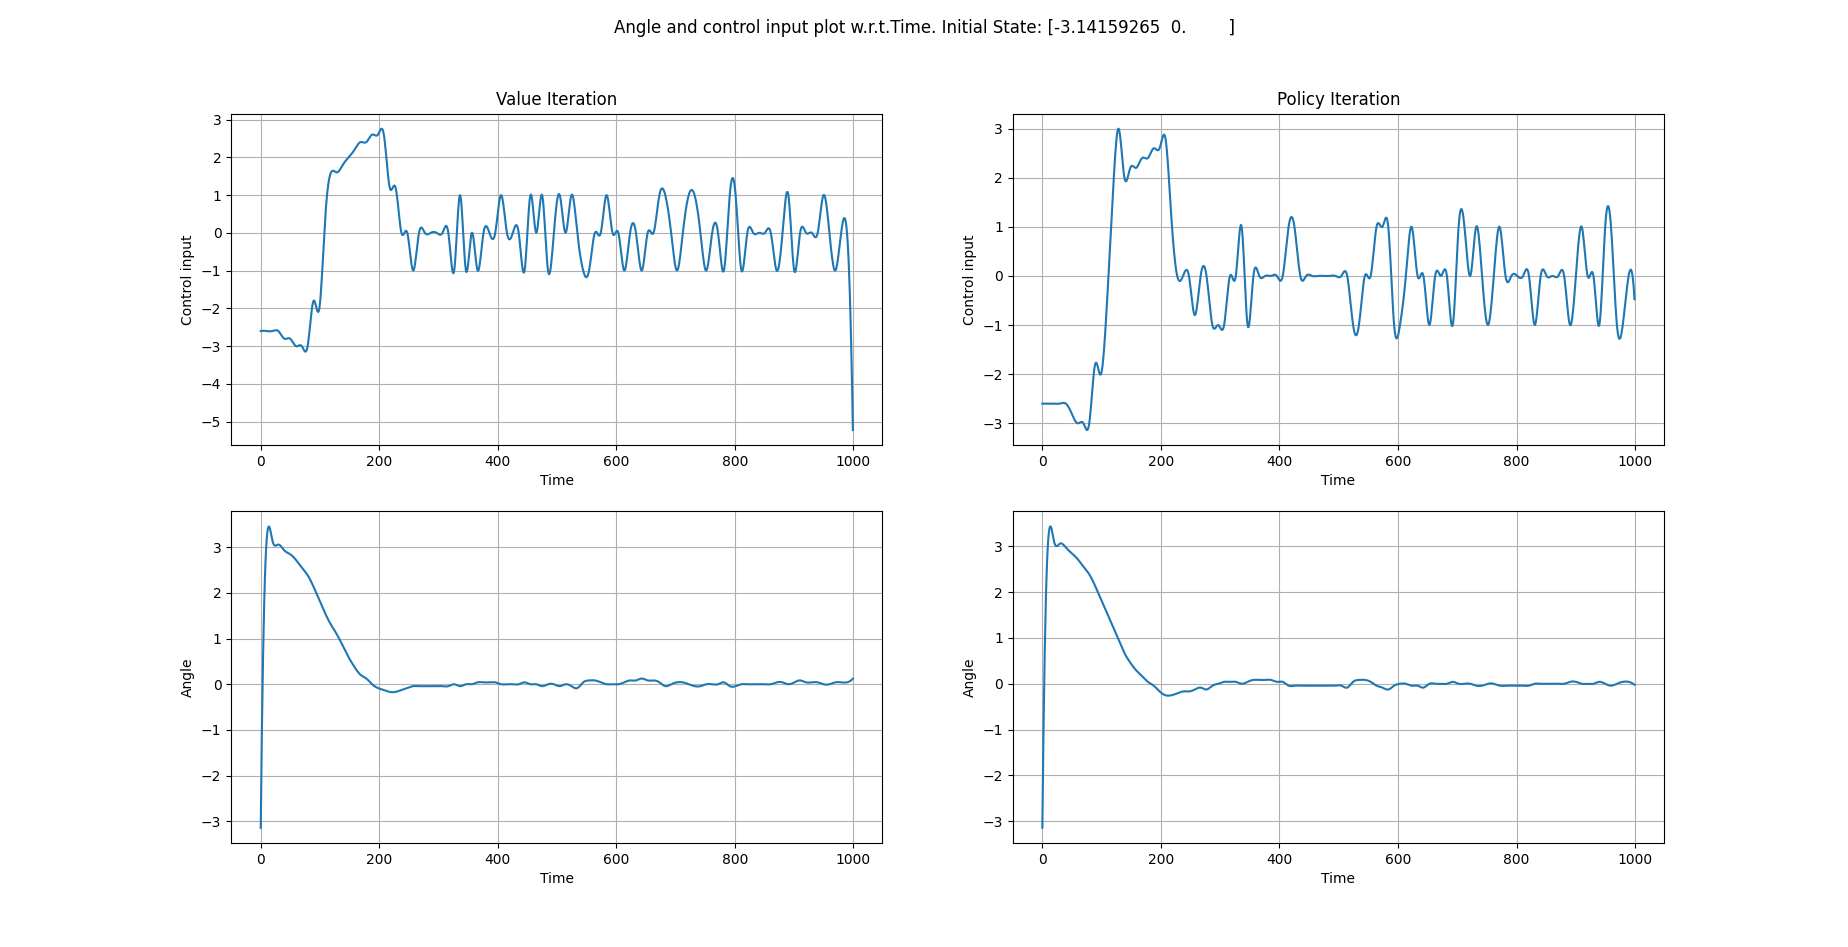 Angle and control input plot w.r.t.Time. Initial State: [-3.14159265  0.        ]
Value Iteration
3
2
1
0
−1
−2
−3
−4
−5
Control input
0 200 400 600 800 1000
Time
Policy Iteration
3
2
1
0
−1
−2
−3
Control input
0 200 400 600 800 1000
Time
3
2
1
0
−1
−2
−3
Angle
0 200 400 600 800 1000
Time
3
2
1
0
−1
−2
−3
Angle
0 200 400 600 800 1000
Time